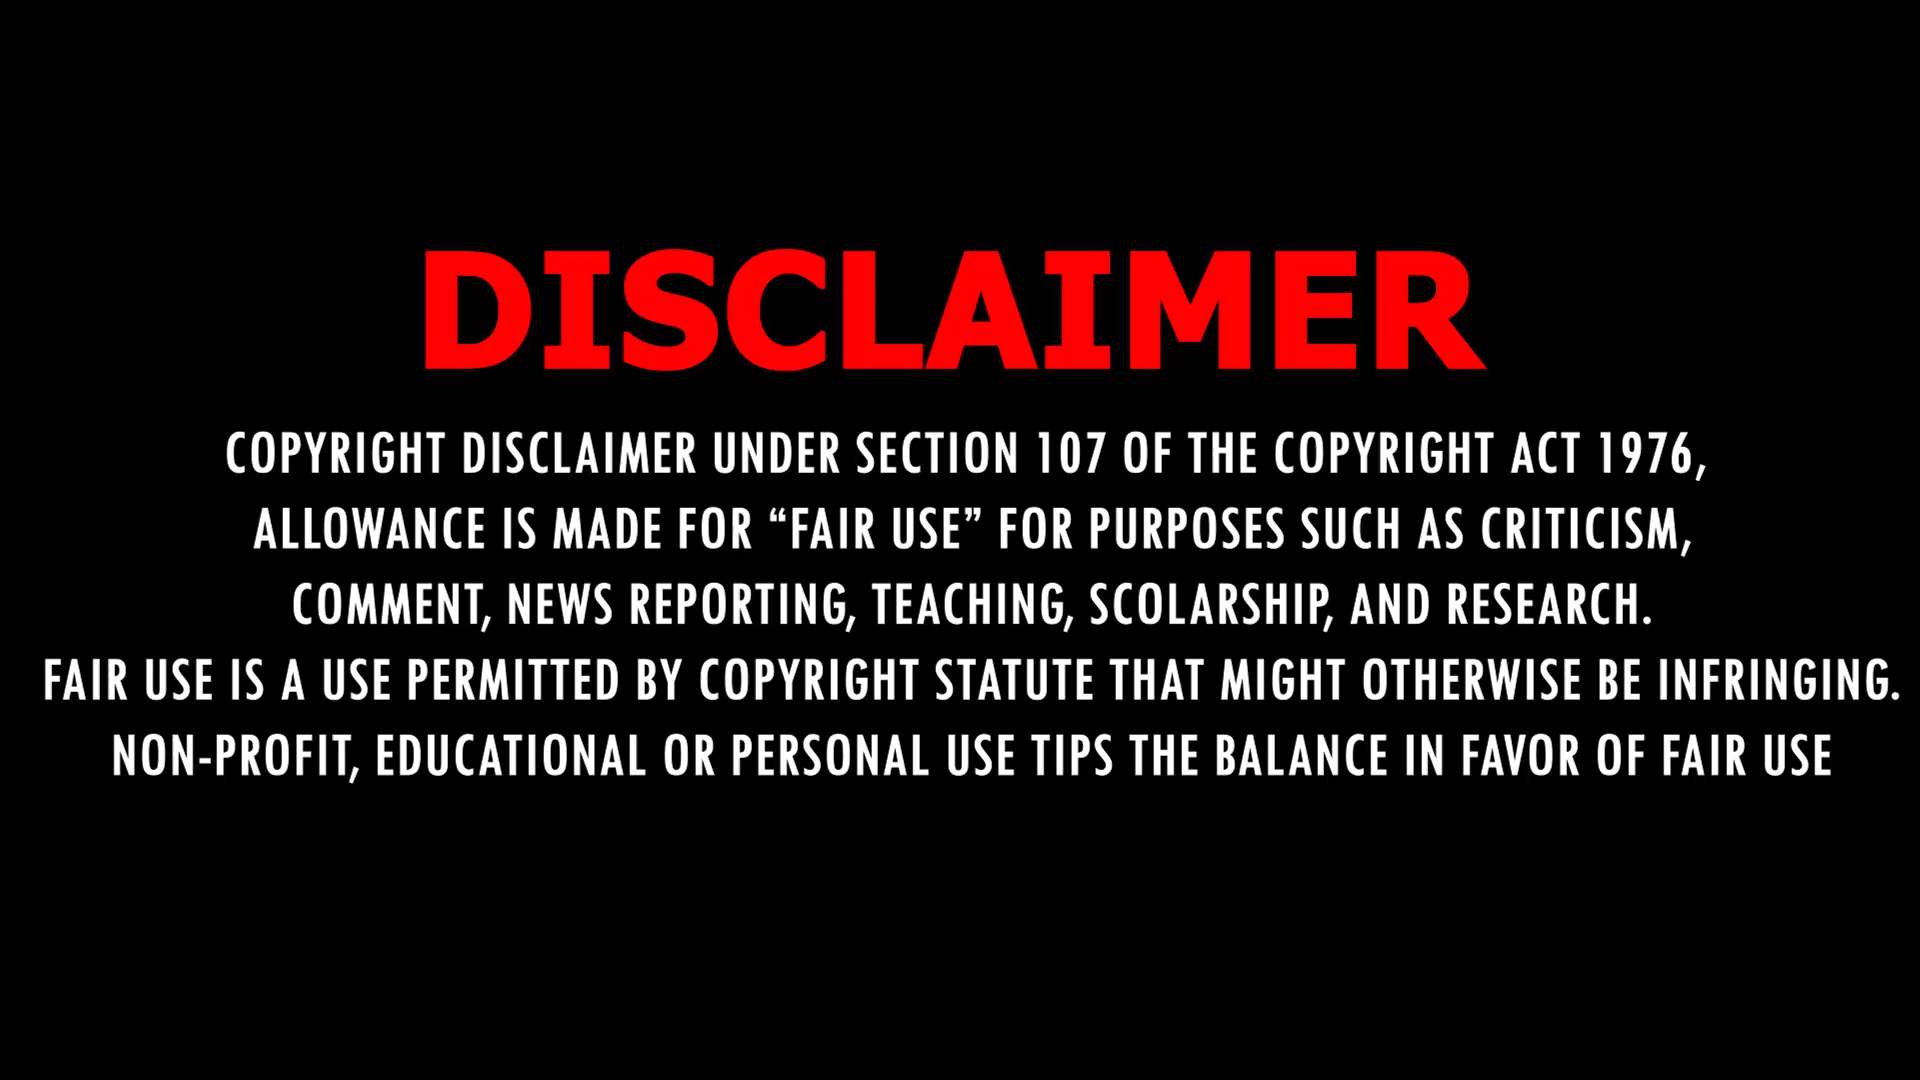 DISCLAIMER
COPYRIGHT DISCLAIMER UNDER SECTION 107 OF THE COPYRIGHT ACT 1976,
ALLOWANCE IS MADE FOR “FAIR USE” FOR PURPOSES SUCH AS CRITICISM,
COMMENT, NEWS REPORTING, TEACHING, SCOLARSHIP, AND RESEARCH.
FAIR USE IS A USE PERMITTED BY COPYRIGHT STATUTE THAT MIGHT OTHERWISE BE INFRINGING.
NON-PROFIT, EDUCATIONAL OR PERSONAL USE TIPS THE BALANCE IN FAVOR OF FAIR USE